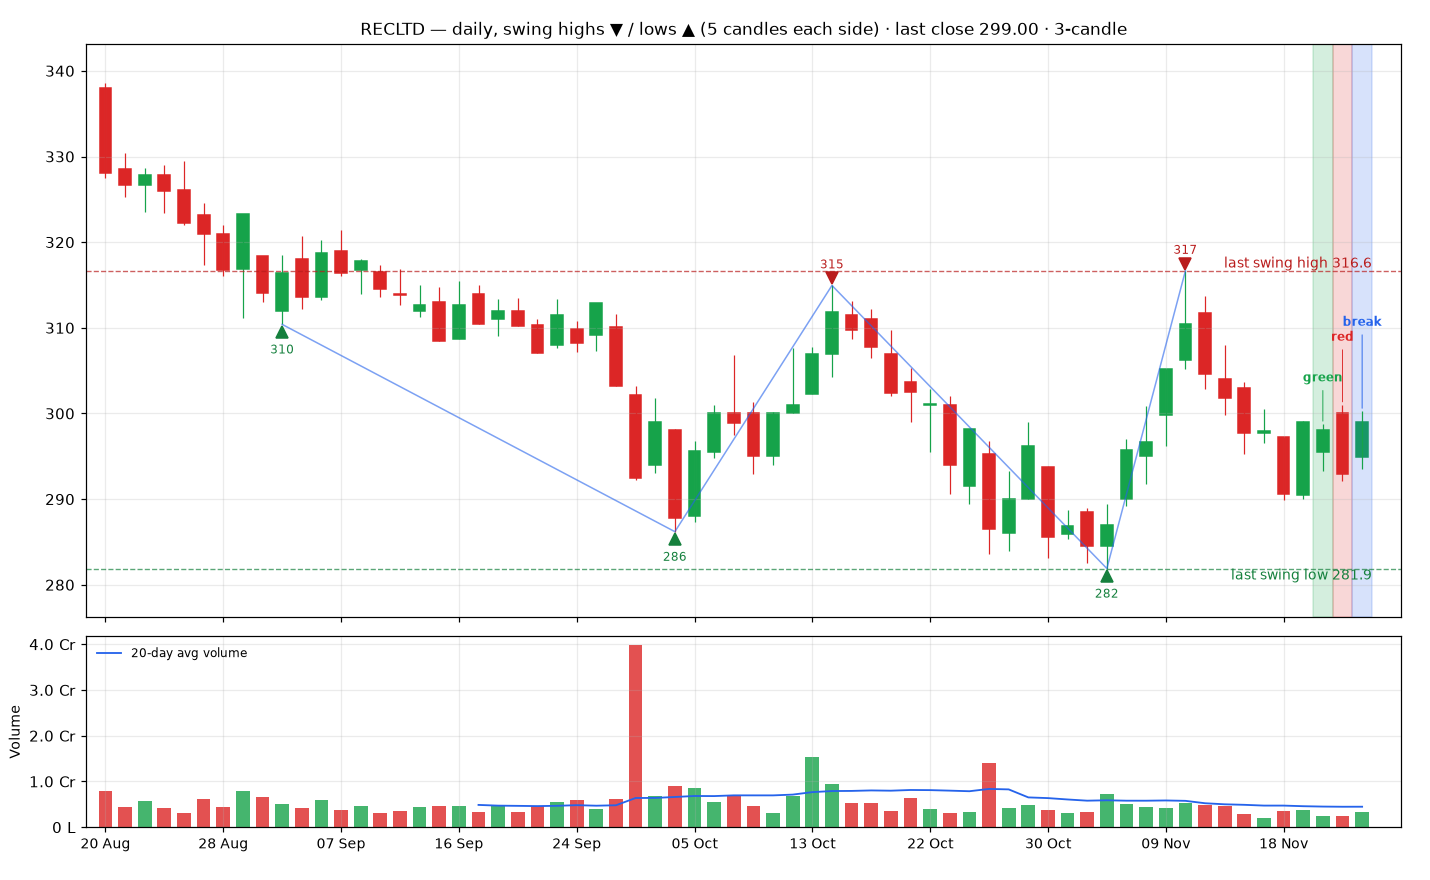 RECLTD — daily, swing highs ▼ / lows ▲ (5 candles each side) · last close 299.00 · 3-candle
340
330
320
310
300
290
280
317
last swing high 316.6
315
break
red
310
green
286
last swing low 281.9
282
Volume
4.0 Cr
3.0 Cr
2.0 Cr
1.0 Cr
0 L
20-day avg volume
20 Aug
28 Aug
07 Sep
16 Sep
24 Sep
05 Oct
13 Oct
22 Oct
30 Oct
09 Nov
18 Nov